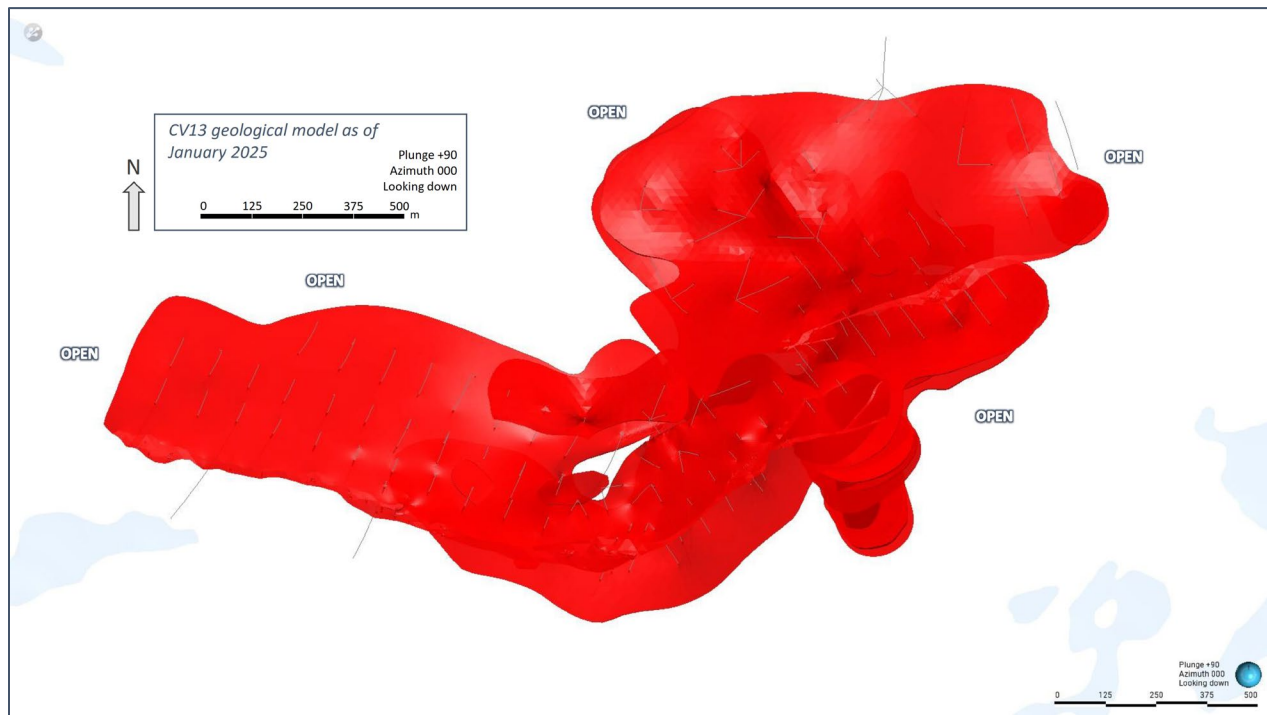 OPEN
CV13 geological model as of
January 2025
Plunge +90
Azimuth 000
Looking down
N
0 125 250 375 500 m
OPEN
OPEN
OPEN
OPEN
Plunge +90
Azimuth 000
Looking down
0 125 250 375 500